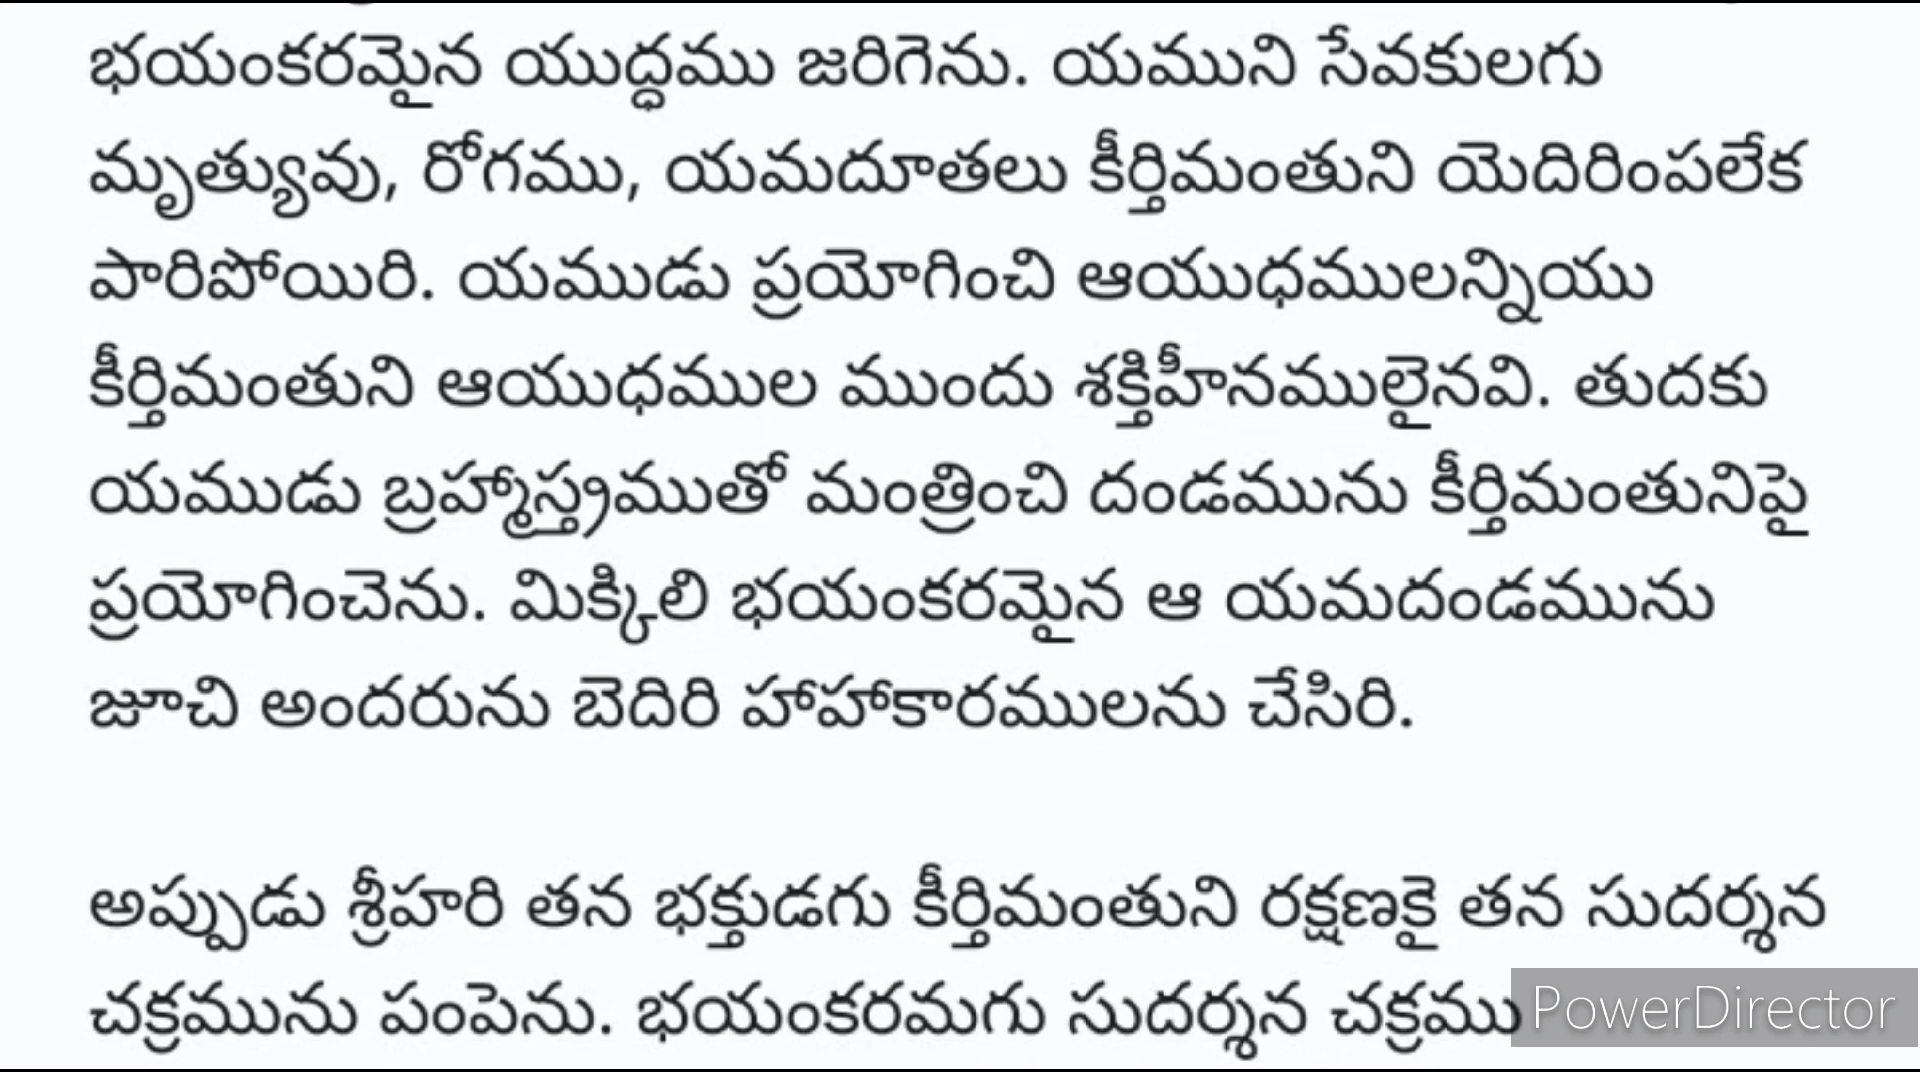 భయంకరమైన యుద్ధము జరిగెను. యముని సేవకులగు
మృత్యువు, రోగము, యమదూతలు కీర్తిమంతుని యెదిరింపలేక
పారిపోయిరి. యముడు ప్రయోగించి ఆయుధములన్నియు
కీర్తిమంతుని ఆయుధముల ముందు శక్తిహీనములైనవి. తుదకు
యముడు బ్రహ్మాస్త్రముతో మంత్రించి దండమును కీర్తిమంతునిపై
ప్రయోగించెను. మిక్కిలి భయంకరమైన ఆ యమదండమును
జూచి అందరును బెదిరి హాహాకారములను చేసిరి.
అప్పుడు శ్రీహరి తన భక్తుడగు కీర్తిమంతుని రక్షణకై తన సుదర్శన
చక్రమును పంపెను. భయంకరమగు సుదర్శన చక్రము
PowerDirector